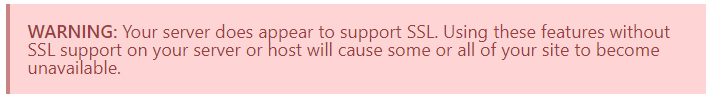 WARNING: Your server does appear to support SSL. Using these features without
SSL support on your server or host will cause some or all of your site to become
unavailable.